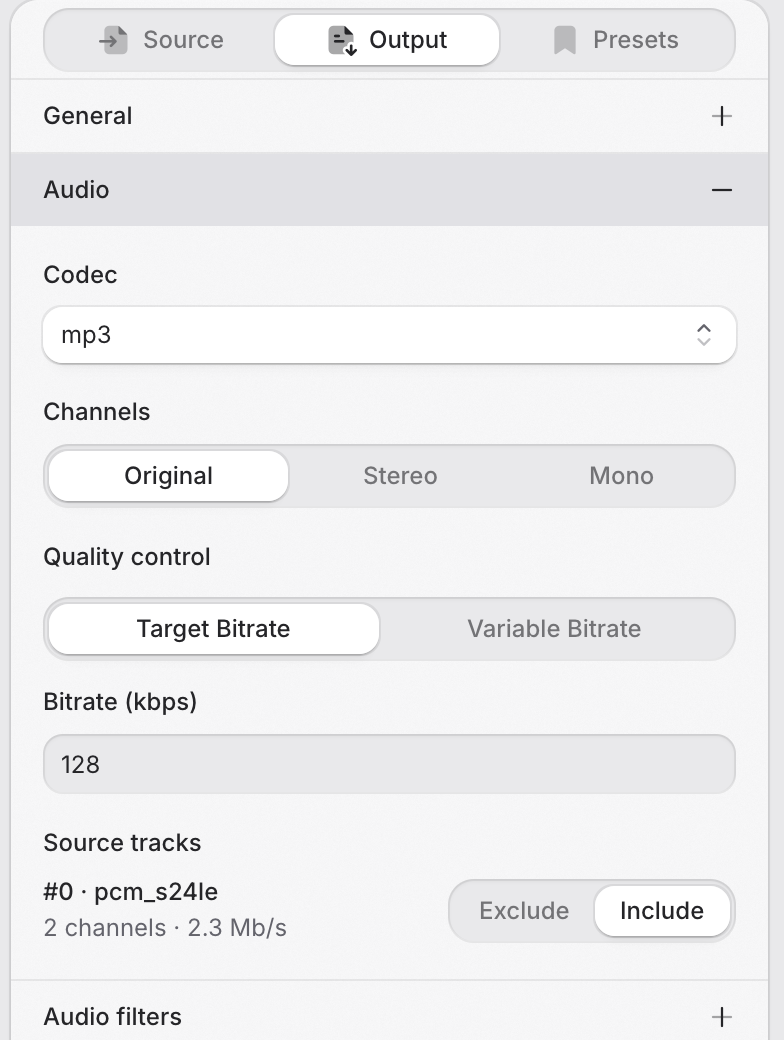 Source Output Presets
General
Audio
Codec
mp3
Channels
Original Stereo Mono
Quality control
Target Bitrate Variable Bitrate
Bitrate (kbps)
128
Source tracks
#0 · pcm_s24le
2 channels · 2.3 Mb/s
Exclude Include
Audio filters